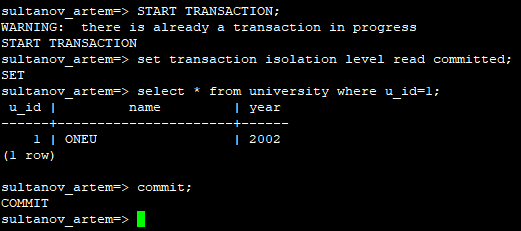 sultanov_artem=> START TRANSACTION;
WARNING:  there is already a transaction in progress
START TRANSACTION
sultanov_artem=> set transaction isolation level read committed;
SET
sultanov_artem=> select * from university where u_id=1;
 u_id |         name         | year
------+----------------------+------
    1 | ONEU                 | 2002
(1 row)

sultanov_artem=> commit;
COMMIT
sultanov_artem=>